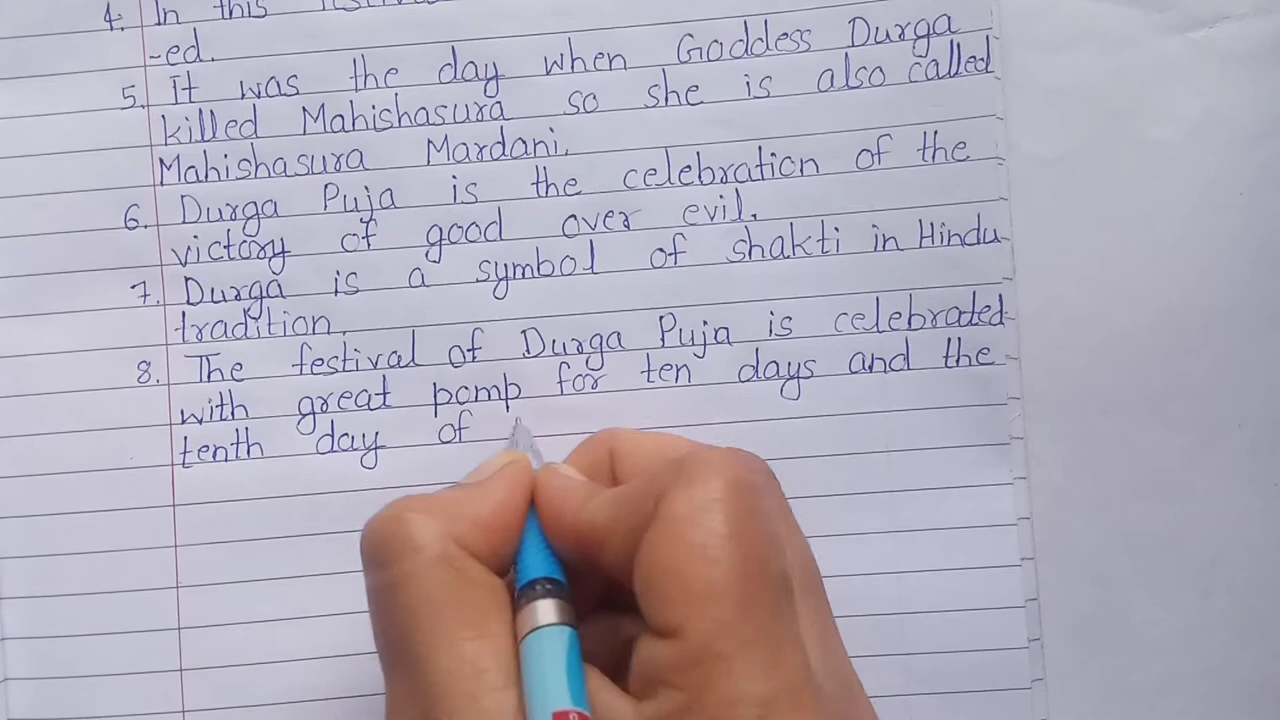 4. In this
-ed.
5. It was the day when Goddess Durga
killed Mahishasura so she is also called
Mahishasura Mardani.
6. Durga Puja is the celebration of the
victory of good over evil.
7. Durga is a symbol of shakti in Hindu
tradition.
8. The festival of Durga Puja is celebrated
with great pomp for ten days and the
tenth day of